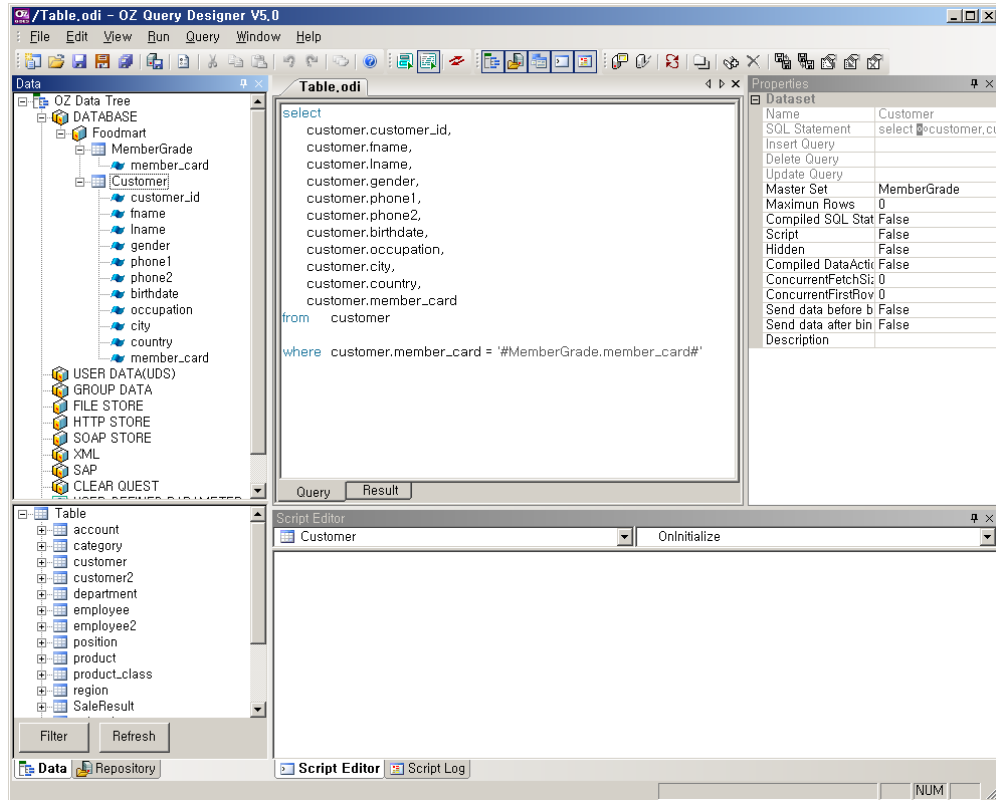 /Table.odi - OZ Query Designer V5.0
File Edit View Run Query Window Help
Data
OZ Data Tree
DATABASE
Foodmart
MemberGrade
member_card
Customer
customer_id
fname
lname
gender
phone1
phone2
birthdate
occupation
city
country
member_card
USER DATA(UDS)
GROUP DATA
FILE STORE
HTTP STORE
SOAP STORE
XML
SAP
CLEAR QUEST
USER DEFINED PARAMETER
Table
account
category
customer
customer2
department
employee
employee2
position
product
product_class
region
SaleResult
Filter Refresh
Data Repository
Table.odi
select
customer.customer_id,
customer.fname,
customer.lname,
customer.gender,
customer.phone1,
customer.phone2,
customer.birthdate,
customer.occupation,
customer.city,
customer.country,
customer.member_card
from customer
where customer.member_card = '#MemberGrade.member_card#'
Query Result
Properties
Dataset
Name Customer
SQL Statement select customer.cu
Insert Query
Delete Query
Update Query
Master Set MemberGrade
Maximun Rows 0
Compiled SQL Stat False
Script False
Hidden False
Compiled DataActic False
ConcurrentFetchSiz 0
ConcurrentFirstRov 0
Send data before b False
Send data after bin False
Description
Script Editor
Customer OnInitialize
Script Editor Script Log
NUM